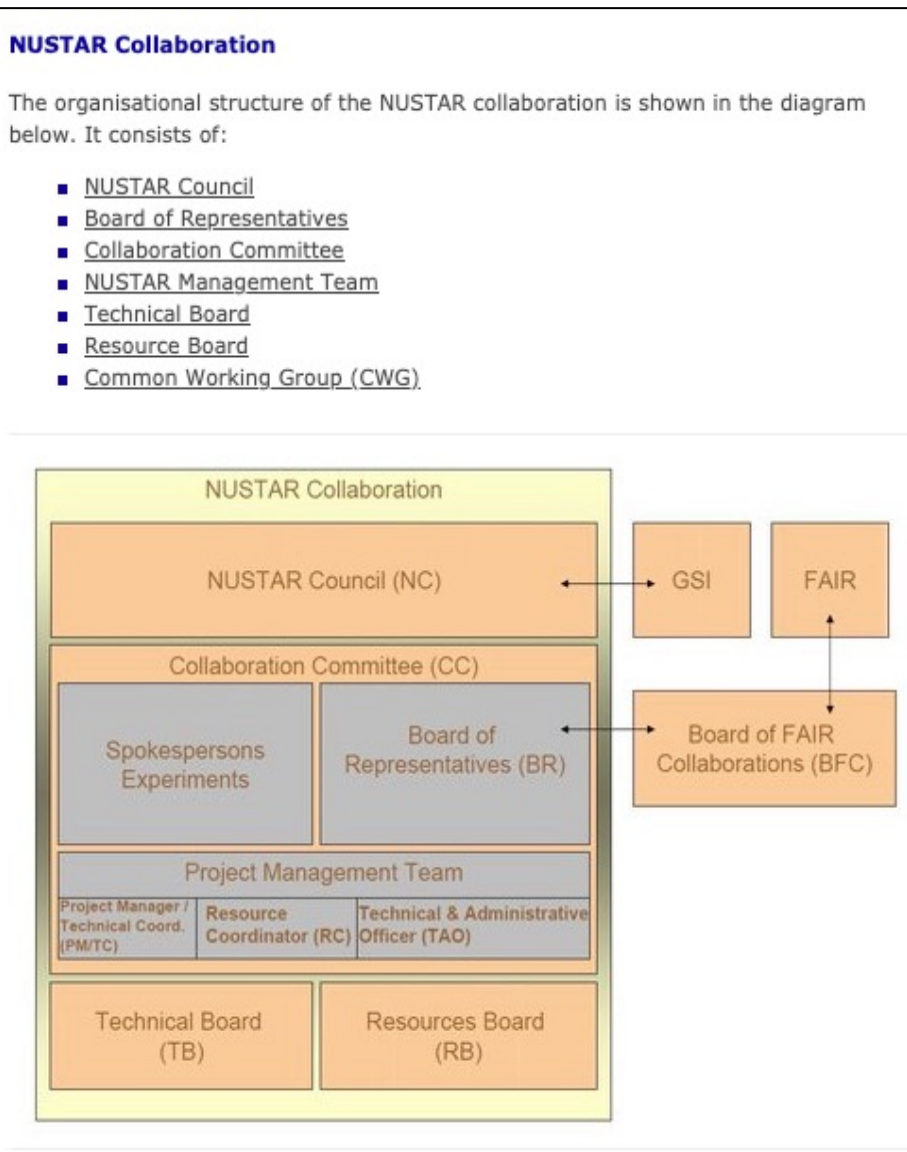 NUSTAR Collaboration
The organisational structure of the NUSTAR collaboration is shown in the diagram
below. It consists of:
NUSTAR Council
Board of Representatives
Collaboration Committee
NUSTAR Management Team
Technical Board
Resource Board
Common Working Group (CWG)
NUSTAR Collaboration
NUSTAR Council (NC)
GSI
FAIR
Collaboration Committee (CC)
Spokespersons
Experiments
Board of
Representatives (BR)
Board of FAIR
Collaborations (BFC)
Project Management Team
Project Manager /
Technical Coord.
(PM/TC)
Resource
Coordinator (RC)
Technical & Administrative
Officer (TAO)
Technical Board
(TB)
Resources Board
(RB)